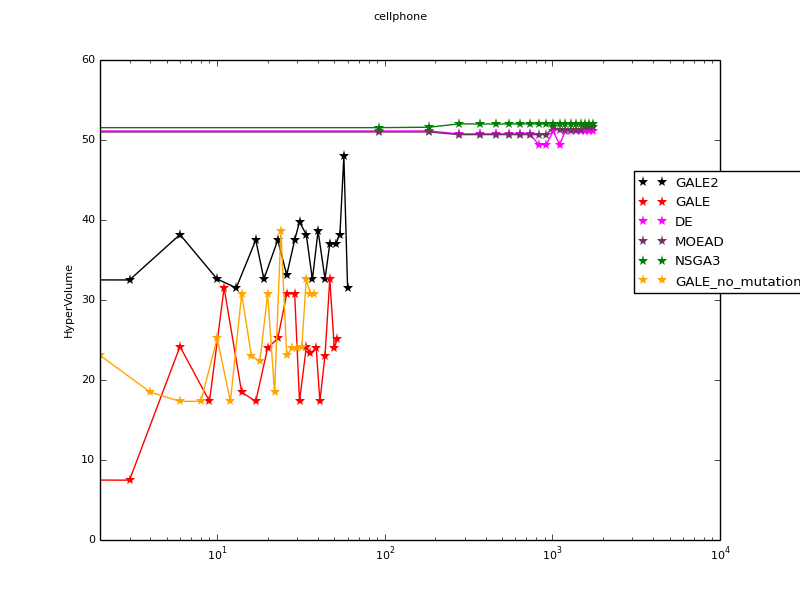 cellphone
60
50
40
30
20
10
0
HyperVolume
10^1
10^2
10^3
10^4
GALE2
GALE
DE
MOEAD
NSGA3
GALE_no_mutation